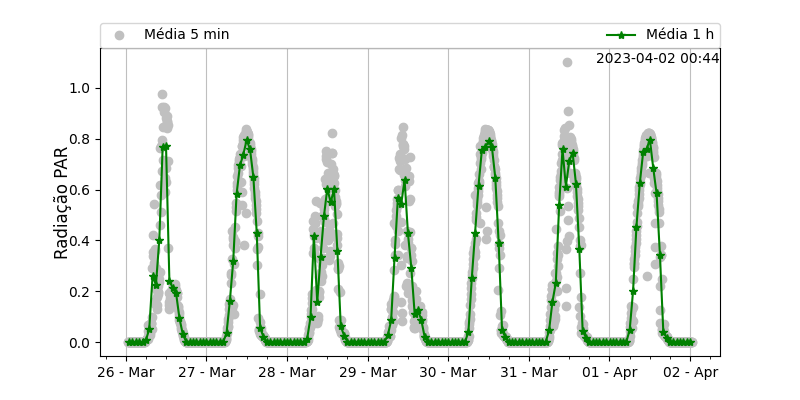 Média 5 min
Média 1 h
2023-04-02 00:44
Radiação PAR
1.0
0.8
0.6
0.4
0.2
0.0
26 - Mar
27 - Mar
28 - Mar
29 - Mar
30 - Mar
31 - Mar
01 - Apr
02 - Apr